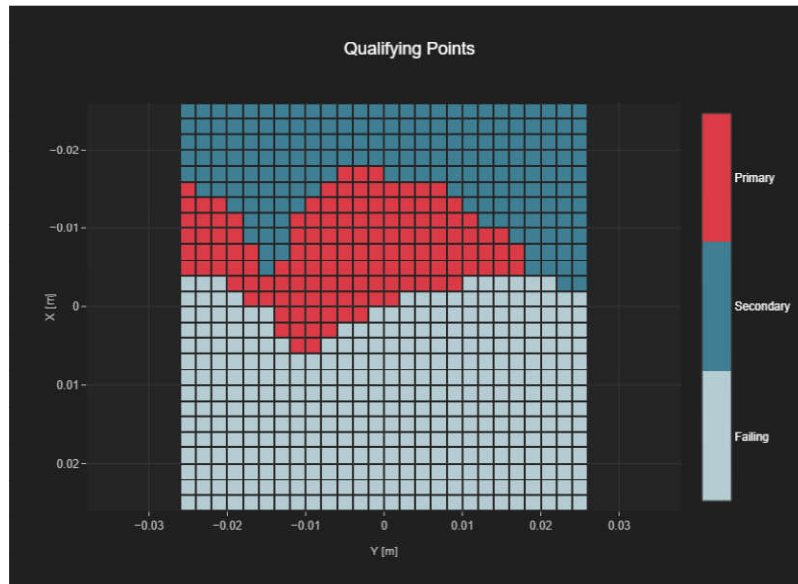 Qualifying Points
Primary
Secondary
Failing
X [m]
−0.02
−0.01
0
0.01
0.02
−0.03
−0.02
−0.01
0
0.01
0.02
0.03
Y [m]